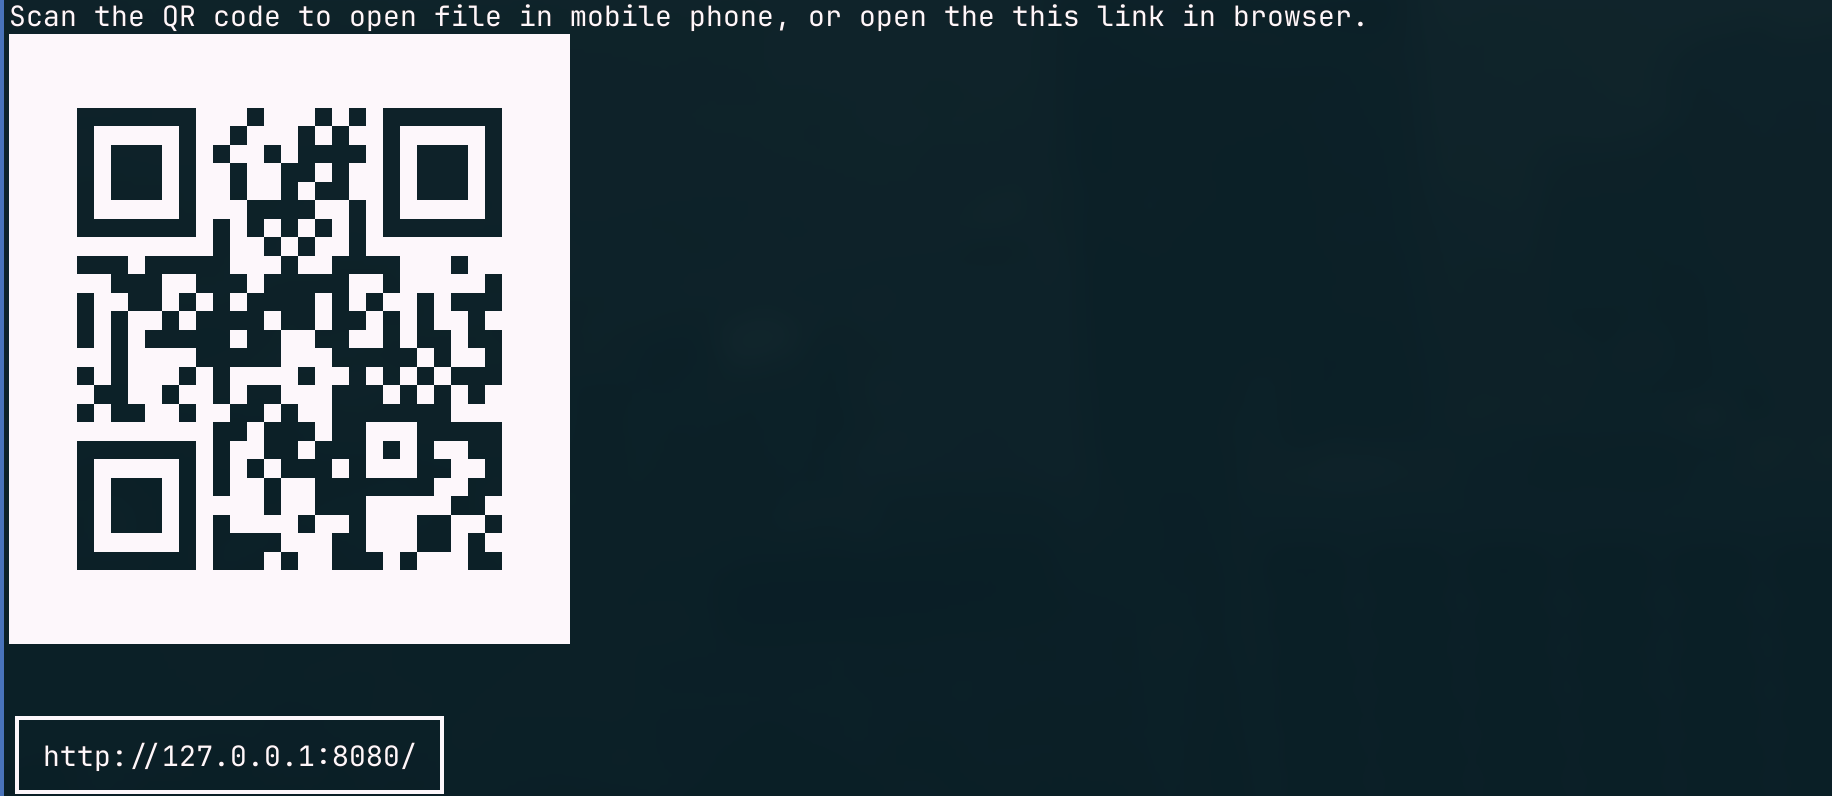 Scan the QR code to open file in mobile phone, or open the this link in browser.
http://127.0.0.1:8080/